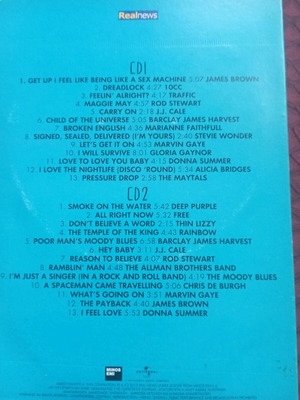 Realnews
CD1
1. GET UP I FEEL LIKE BEING LIKE A SEX MACHINE 5:07 JAMES BROWN
2. DREADLOCK 4:27 10CC
3. FEELIN' ALRIGHT? 4:17 TRAFFIC
4. MAGGIE MAY 4:57 ROD STEWART
5. CARRY ON 2:18 J.J. CALE
6. CHILD OF THE UNIVERSE 5:05 BARCLAY JAMES HARVEST
7. BROKEN ENGLISH 4:36 MARIANNE FAITHFULL
8. SIGNED, SEALED, DELIVERED (I'M YOURS) 2:40 STEVIE WONDER
9. LET'S GET IT ON 4:53 MARVIN GAYE
10. I WILL SURVIVE 8:01 GLORIA GAYNOR
11. LOVE TO LOVE YOU BABY 4:15 DONNA SUMMER
12. I LOVE THE NIGHTLIFE (DISCO 'ROUND) 5:34 ALICIA BRIDGES
13. PRESSURE DROP 2:58 THE MAYTALS
CD2
1. SMOKE ON THE WATER 5:42 DEEP PURPLE
2. ALL RIGHT NOW 5:32 FREE
3. DON'T BELIEVE A WORD 2:15 THIN LIZZY
4. THE TEMPLE OF THE KING 4:43 RAINBOW
5. POOR MAN'S MOODY BLUES 6:58 BARCLAY JAMES HARVEST
6. HEY BABY 3:11 J.J. CALE
7. REASON TO BELIEVE 4:07 ROD STEWART
8. RAMBLIN' MAN 4:48 THE ALLMAN BROTHERS BAND
9. I'M JUST A SINGER (IN A ROCK AND ROLL BAND) 4:19 THE MOODY BLUES
10. A SPACEMAN CAME TRAVELLING 5:06 CHRIS DE BURGH
11. WHAT'S GOING ON 3:51 MARVIN GAYE
12. THE PAYBACK 4:40 JAMES BROWN
13. I FEEL LOVE 5:53 DONNA SUMMER
MINOS
EMI